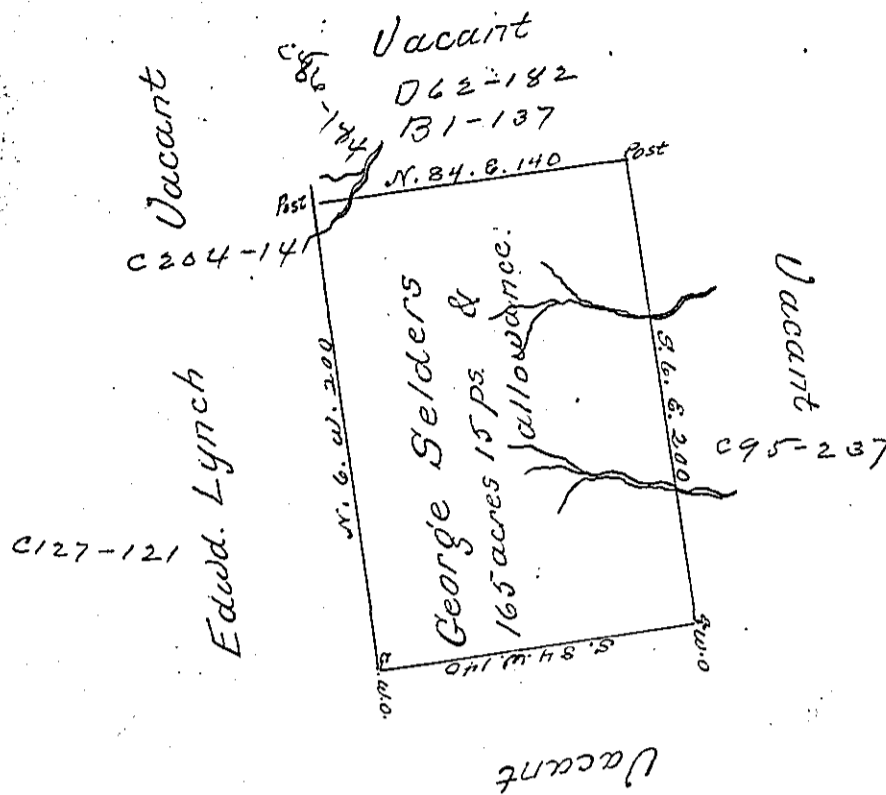 Vacant
D62-182
B1-137
C86-184
Vacant
C204-141
Post
N. 84. E. 140
Post
George Selders
165 acres 15 ps. &
allowance.
N. 6. W. 200
S. 6. E. 200
Vacant
C95-237
Edwd. Lynch
C127-121
S. 84. W. 140
W.O.
W.O.
Vacant